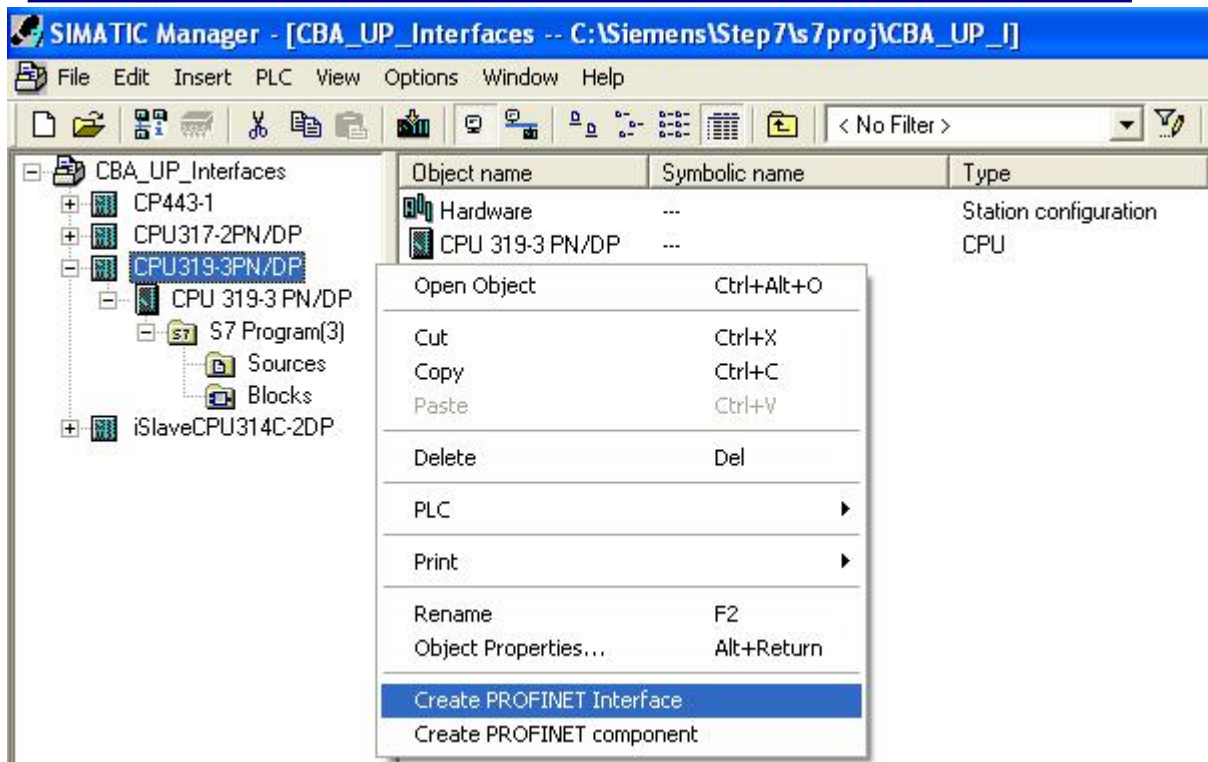 SIMATIC Manager - [CBA_UP_Interfaces -- C:\Siemens\Step7\s7proj\CBA_UP_I]
File Edit Insert PLC View Options Window Help
< No Filter >
CBA_UP_Interfaces
CP443-1
CPU317-2PN/DP
CPU319-3PN/DP
CPU 319-3 PN/DP
S7 Program(3)
Sources
Blocks
iSlaveCPU314C-2DP
Object name Symbolic name Type
Hardware --- Station configuration
CPU 319-3 PN/DP --- CPU
Open Object Ctrl+Alt+O
Cut Ctrl+X
Copy Ctrl+C
Paste Ctrl+V
Delete Del
PLC
Print
Rename F2
Object Properties... Alt+Return
Create PROFINET Interface
Create PROFINET component